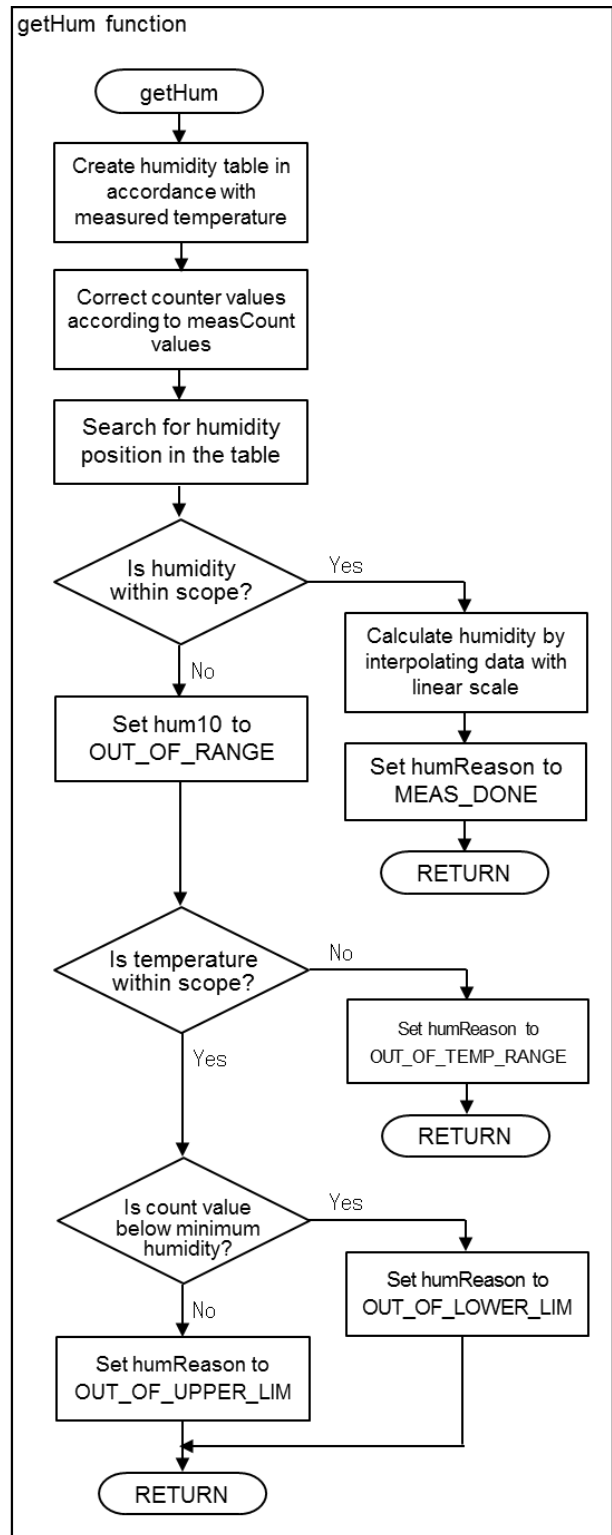 getHum function
getHum
Create humidity table in
accordance with
measured temperature
Correct counter values
according to measCount
values
Search for humidity
position in the table
Is humidity
within scope?
Yes
Calculate humidity by
interpolating data with
linear scale
No
Set hum10 to
OUT_OF_RANGE
Set humReason to
MEAS_DONE
RETURN
Is temperature
within scope?
No
Set humReason to
OUT_OF_TEMP_RANGE
Yes
RETURN
Is count value
below minimum
humidity?
Yes
Set humReason to
OUT_OF_LOWER_LIM
No
Set humReason to
OUT_OF_UPPER_LIM
RETURN